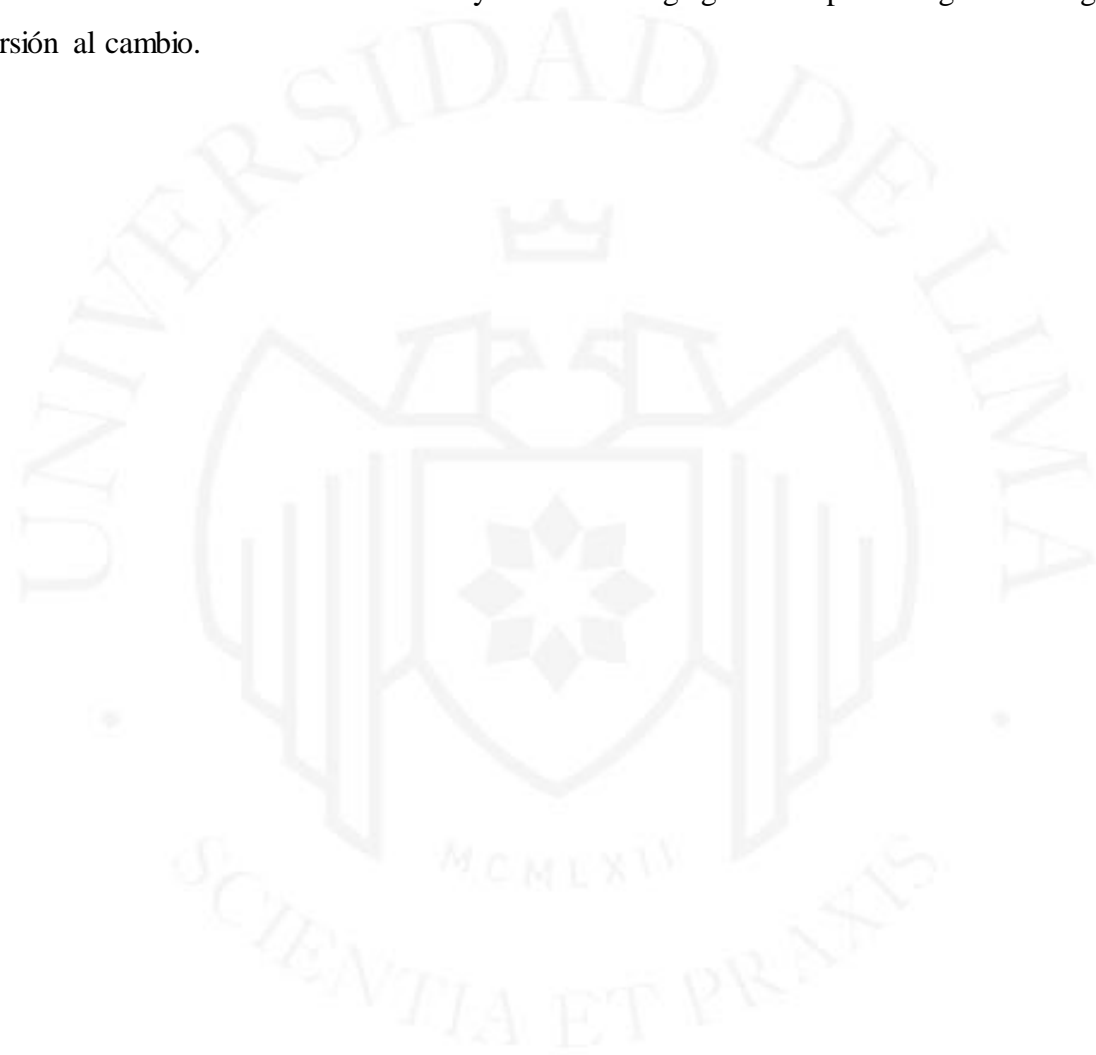 rsión al cambio.
UNIVERSIDAD DE LIMA
MCMLXII
SCIENTIA ET PRAXIS